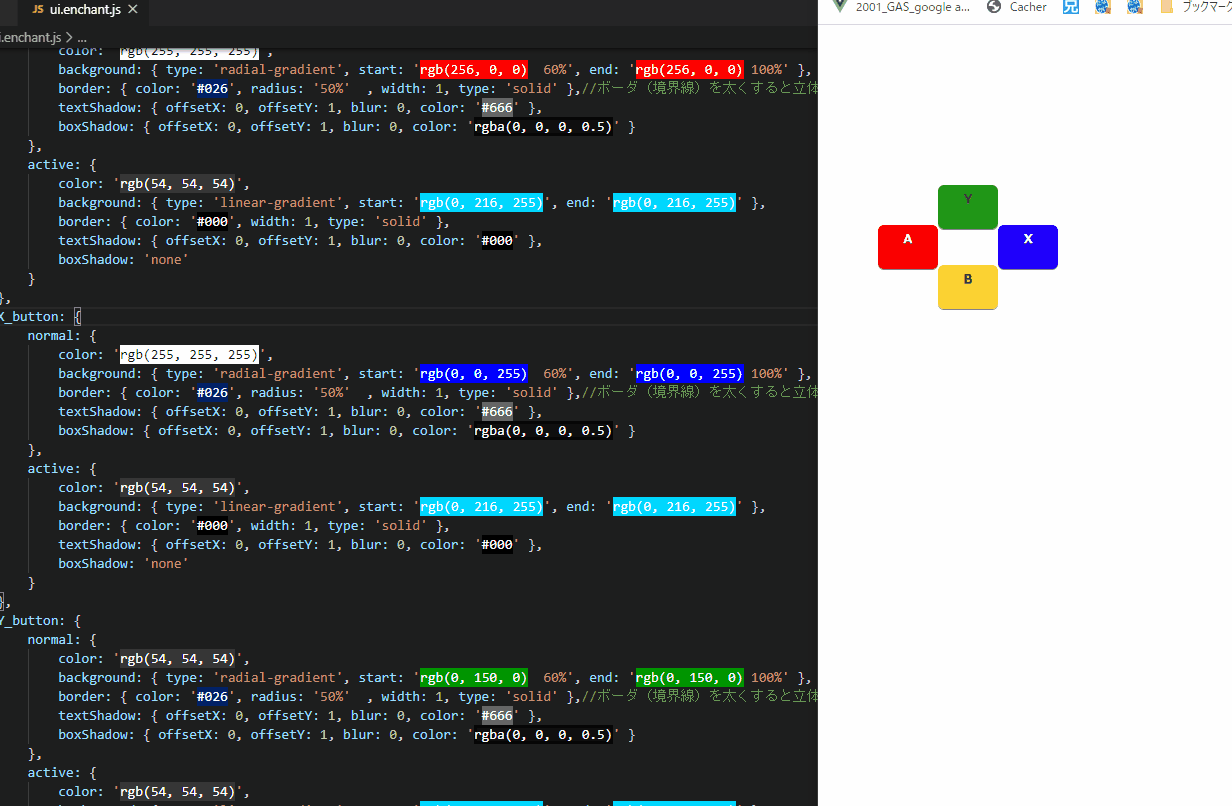 JS ui.enchant.js ×
i.enchant.js > ...
color: 'rgb(255, 255, 255)',
background: { type: 'radial-gradient', start: 'rgb(256, 0, 0)  60%', end: 'rgb(256, 0, 0) 100%' },
border: { color: '#026', radius: '50%'  , width: 1, type: 'solid' },//ボーダ（境界線）を太くすると立体
textShadow: { offsetX: 0, offsetY: 1, blur: 0, color: '#666' },
boxShadow: { offsetX: 0, offsetY: 1, blur: 0, color: 'rgba(0, 0, 0, 0.5)' }
},
active: {
color: 'rgb(54, 54, 54)',
background: { type: 'linear-gradient', start: 'rgb(0, 216, 255)', end: 'rgb(0, 216, 255)' },
border: { color: '#000', width: 1, type: 'solid' },
textShadow: { offsetX: 0, offsetY: 1, blur: 0, color: '#000' },
boxShadow: 'none'
}
},
X_button: {
normal: {
color: 'rgb(255, 255, 255)',
background: { type: 'radial-gradient', start: 'rgb(0, 0, 255)  60%', end: 'rgb(0, 0, 255) 100%' },
border: { color: '#026', radius: '50%'  , width: 1, type: 'solid' },//ボーダ（境界線）を太くすると立体
textShadow: { offsetX: 0, offsetY: 1, blur: 0, color: '#666' },
boxShadow: { offsetX: 0, offsetY: 1, blur: 0, color: 'rgba(0, 0, 0, 0.5)' }
},
active: {
color: 'rgb(54, 54, 54)',
background: { type: 'linear-gradient', start: 'rgb(0, 216, 255)', end: 'rgb(0, 216, 255)' },
border: { color: '#000', width: 1, type: 'solid' },
textShadow: { offsetX: 0, offsetY: 1, blur: 0, color: '#000' },
boxShadow: 'none'
}
},
Y_button: {
normal: {
color: 'rgb(54, 54, 54)',
background: { type: 'radial-gradient', start: 'rgb(0, 150, 0)  60%', end: 'rgb(0, 150, 0) 100%' },
border: { color: '#026', radius: '50%'  , width: 1, type: 'solid' },//ボーダ（境界線）を太くすると立体
textShadow: { offsetX: 0, offsetY: 1, blur: 0, color: '#666' },
boxShadow: { offsetX: 0, offsetY: 1, blur: 0, color: 'rgba(0, 0, 0, 0.5)' }
},
active: {
color: 'rgb(54, 54, 54)',
2001_GAS_google a... Cacher ブックマーク
Y
A X
B